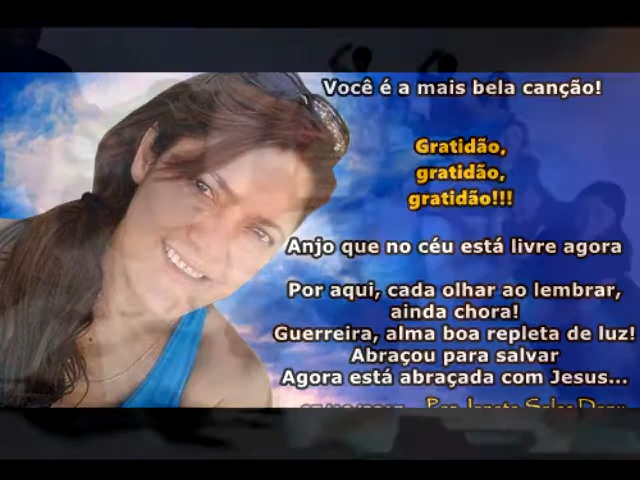 Você é a mais bela canção!
Gratidão,
gratidão,
gratidão!!!
Anjo que no céu está livre agora
Por aqui, cada olhar ao lembrar,
ainda chora!
Guerreira, alma boa repleta de luz!
Abraçou para salvar
Agora está abraçada com Jesus...